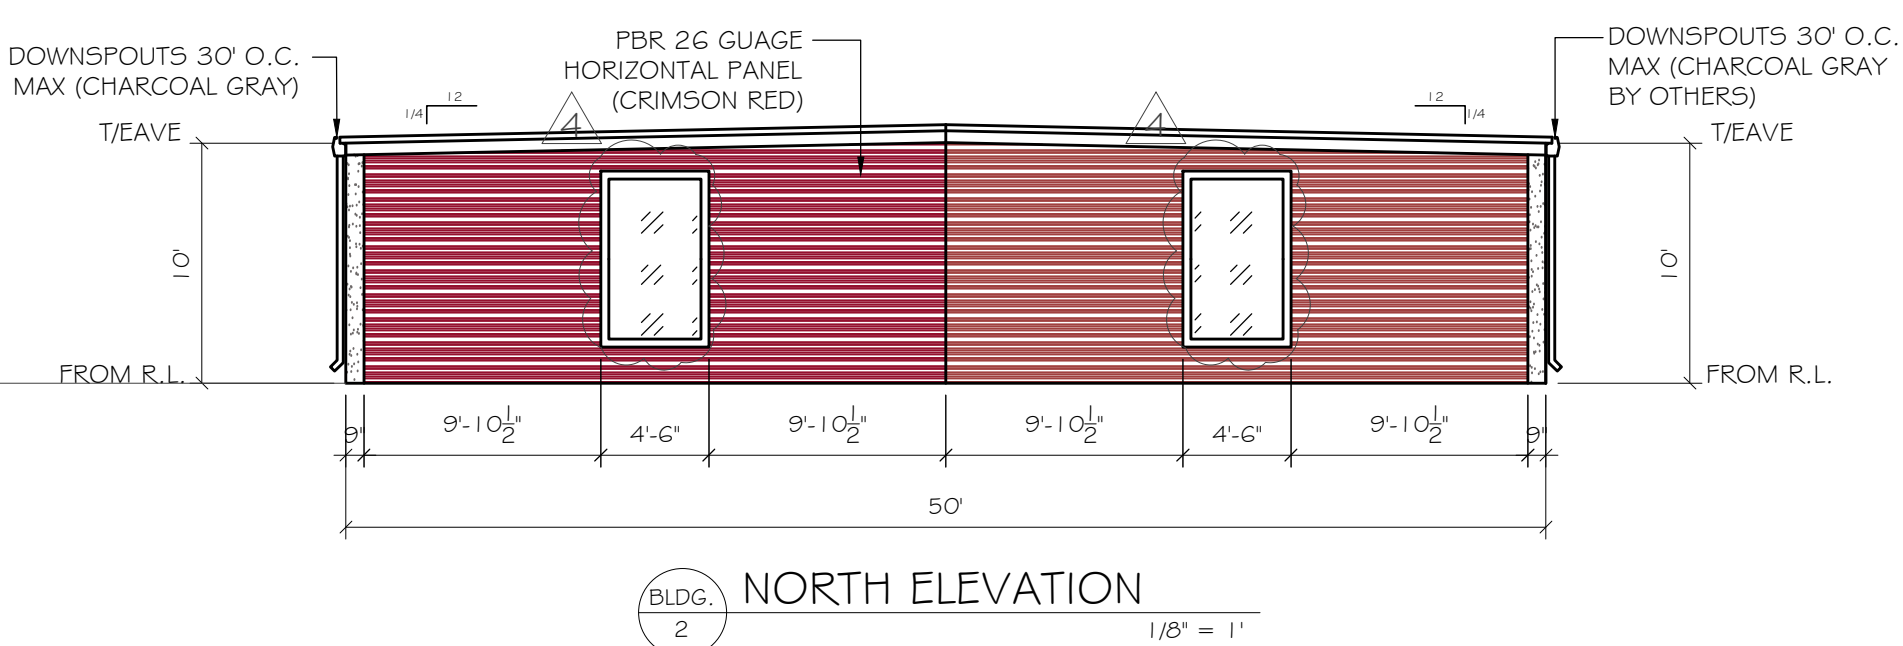 DOWNSPOUTS 30' O.C.
MAX (CHARCOAL GRAY)
PBR 26 GUAGE
HORIZONTAL PANEL
(CRIMSON RED)
DOWNSPOUTS 30' O.C.
MAX (CHARCOAL GRAY
BY OTHERS)
12
1/4
12
1/4
4
4
T/EAVE
T/EAVE
10'
10'
FROM R.L.
FROM R.L.
9"
9'-10 1/2"
4'-6"
9'-10 1/2"
9'-10 1/2"
4'-6"
9'-10 1/2"
9"
50'
BLDG.
2
NORTH ELEVATION
1/8" = 1'